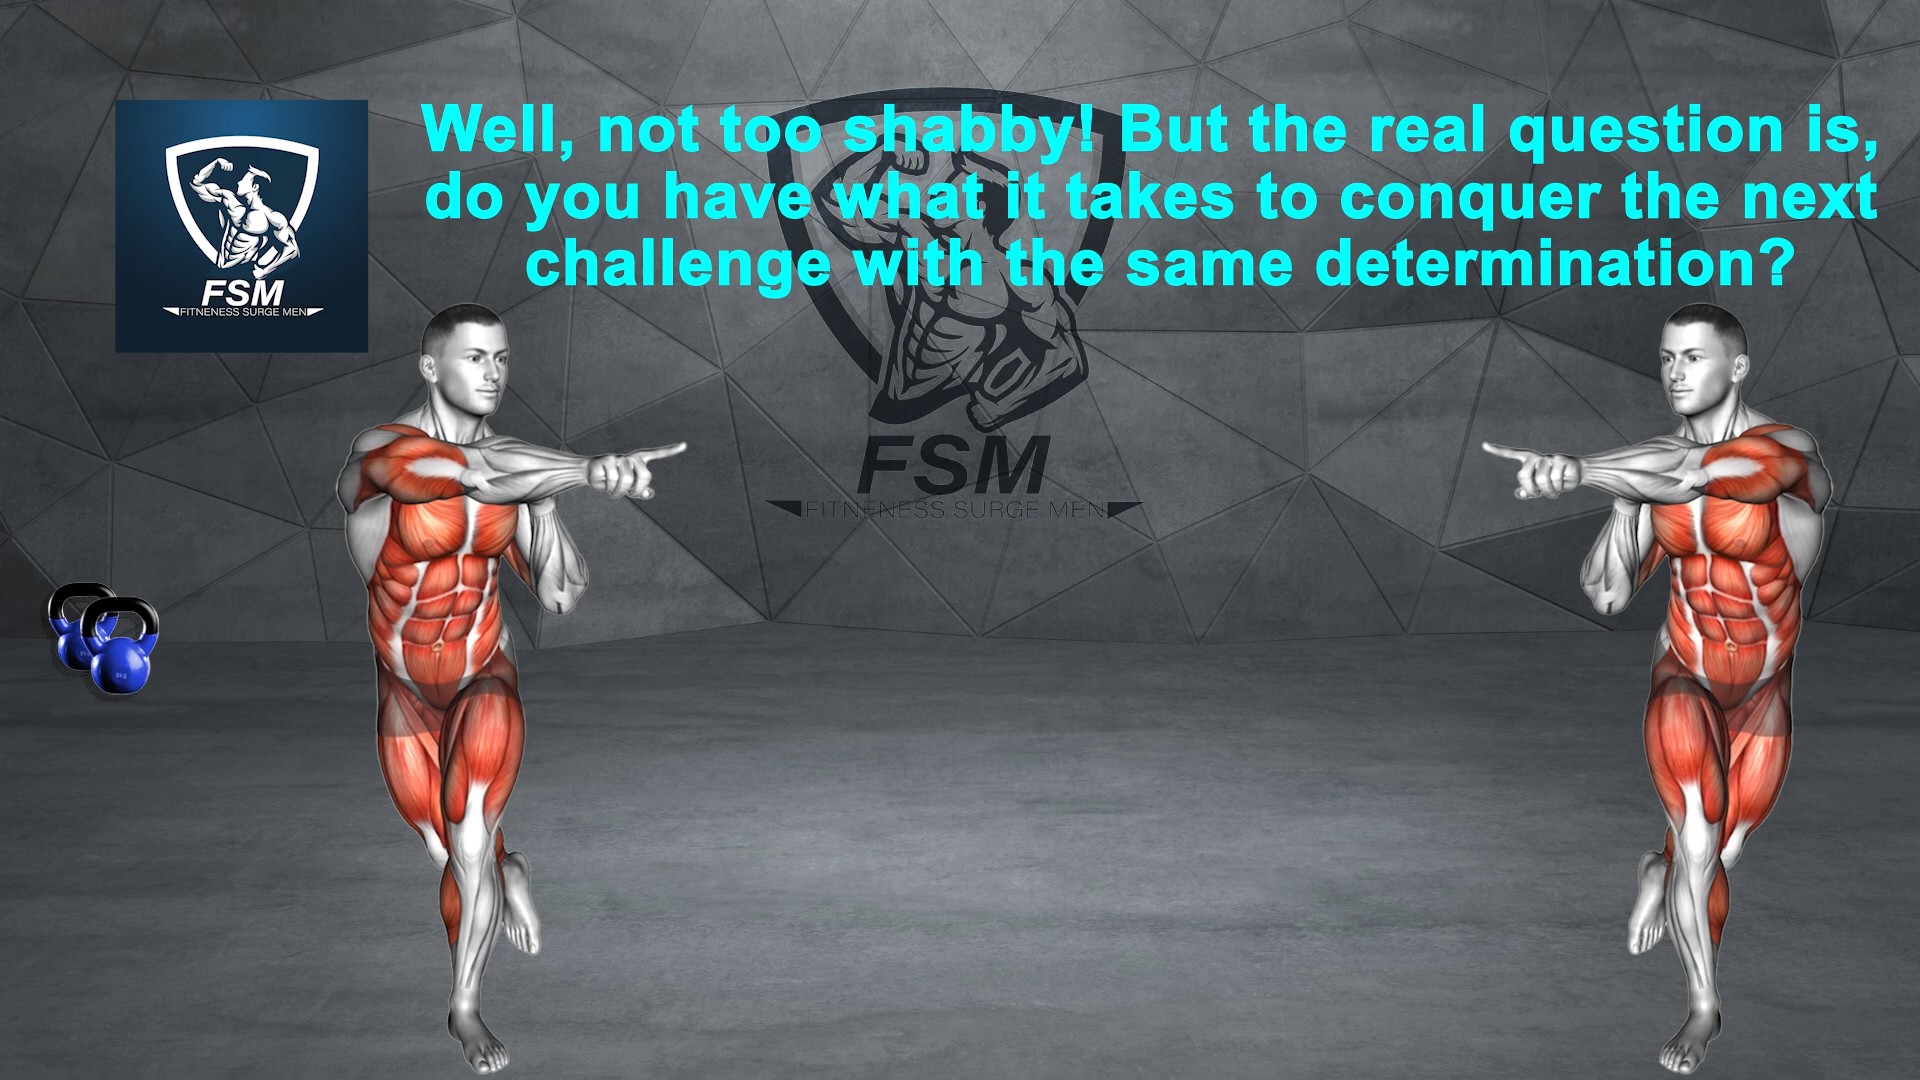 Well, not too shabby! But the real question is,
do you have what it takes to conquer the next
challenge with the same determination?
FSM
FITNENESS SURGE MEN
FSM
FITNENESS SURGE MEN